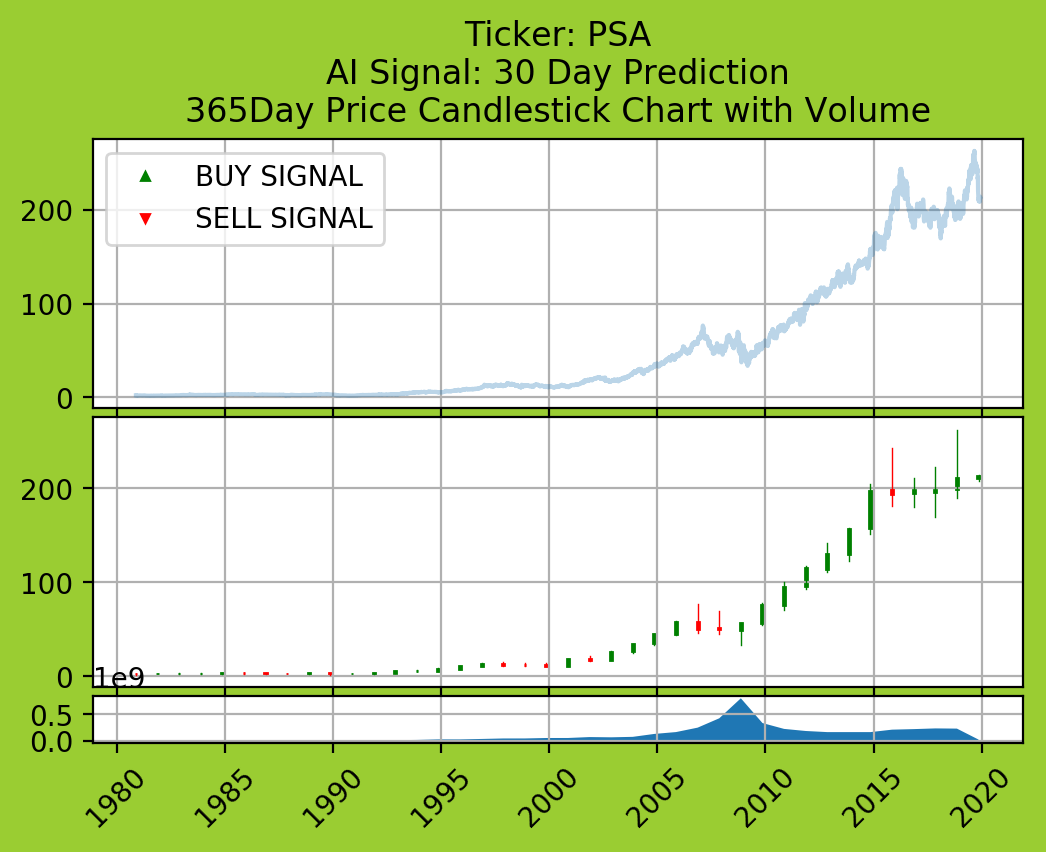 Ticker: PSA
AI Signal: 30 Day Prediction
365Day Price Candlestick Chart with Volume
BUY SIGNAL
SELL SIGNAL
200
100
0
200
100
0
1e9
0.5
0.0
1980
1985
1990
1995
2000
2005
2010
2015
2020